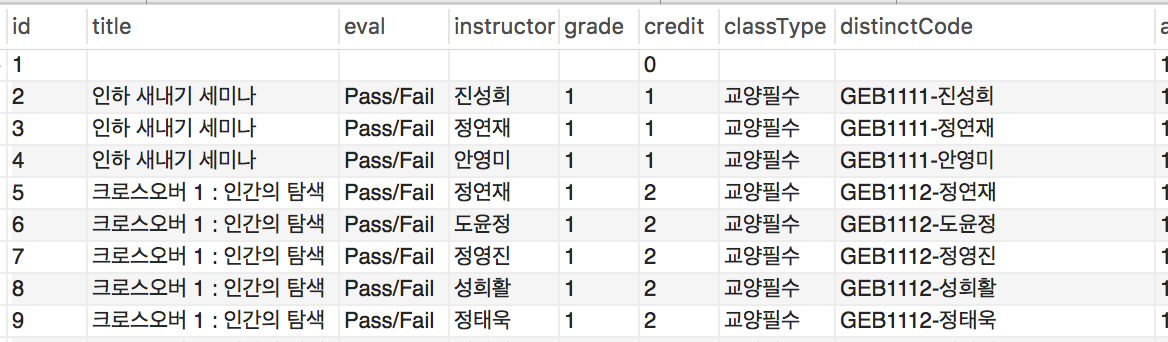 id title eval instructor grade credit classType distinctCode
1 0 1
2 인하 새내기 세미나 Pass/Fail 진성희 1 1 교양필수 GEB1111-진성희 1
3 인하 새내기 세미나 Pass/Fail 정연재 1 1 교양필수 GEB1111-정연재 1
4 인하 새내기 세미나 Pass/Fail 안영미 1 1 교양필수 GEB1111-안영미 1
5 크로스오버 1 : 인간의 탐색 Pass/Fail 정연재 1 2 교양필수 GEB1112-정연재 1
6 크로스오버 1 : 인간의 탐색 Pass/Fail 도윤정 1 2 교양필수 GEB1112-도윤정 1
7 크로스오버 1 : 인간의 탐색 Pass/Fail 정영진 1 2 교양필수 GEB1112-정영진 1
8 크로스오버 1 : 인간의 탐색 Pass/Fail 성희활 1 2 교양필수 GEB1112-성희활 1
9 크로스오버 1 : 인간의 탐색 Pass/Fail 정태욱 1 2 교양필수 GEB1112-정태욱 1